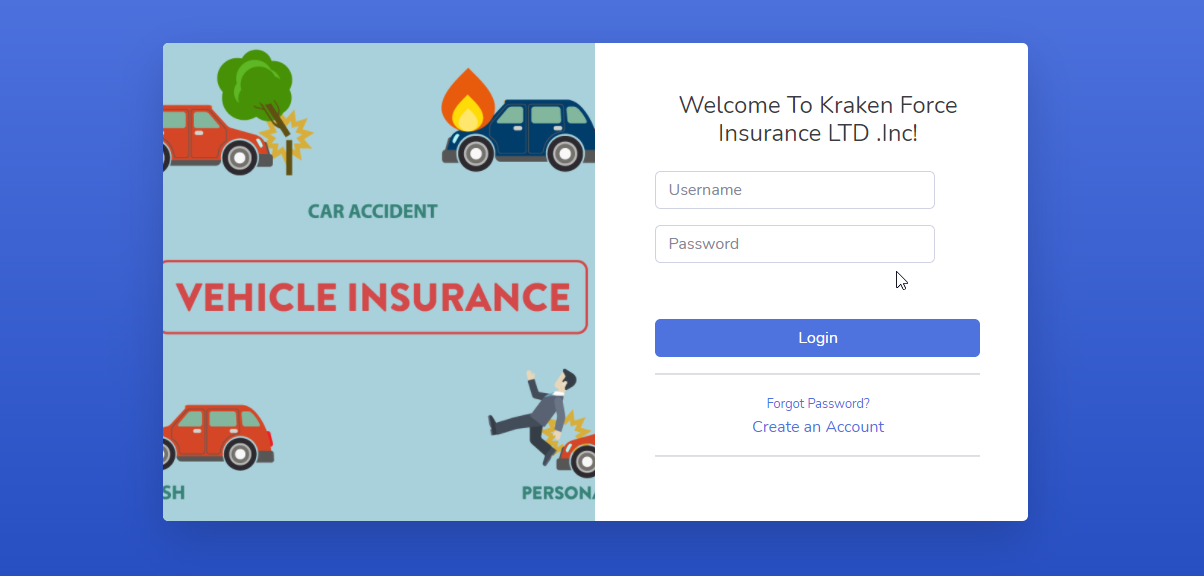 CAR ACCIDENT
VEHICLE INSURANCE
SH
PERSONA
Welcome To Kraken Force
Insurance LTD .Inc!
Username
Password
Login
Forgot Password?
Create an Account